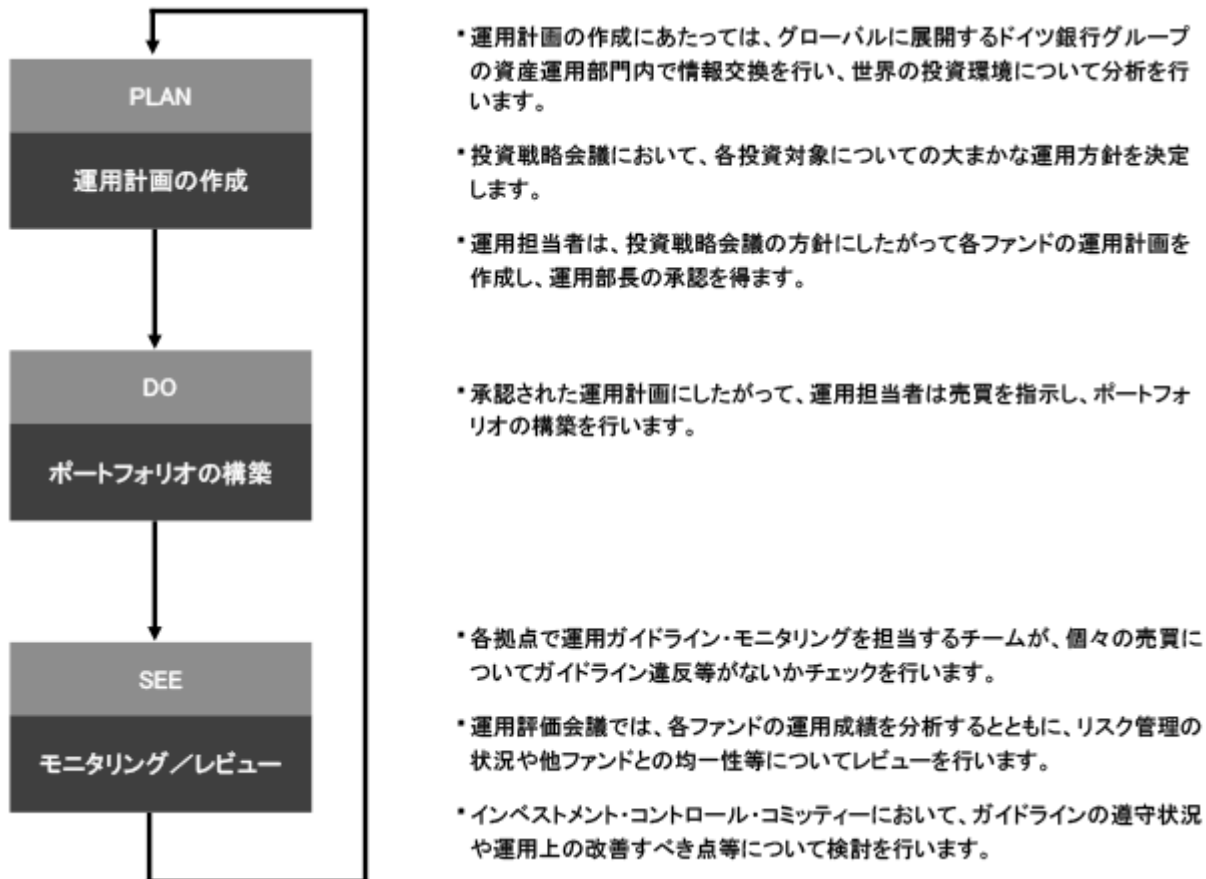 PLAN
運用計画の作成
・運用計画の作成にあたっては、グローバルに展開するドイツ銀行グループ
の資産運用部門内で情報交換を行い、世界の投資環境について分析を行
います。
・投資戦略会議において、各投資対象についての大まかな運用方針を決定
します。
・運用担当者は、投資戦略会議の方針にしたがって各ファンドの運用計画を
作成し、運用部長の承認を得ます。
DO
ポートフォリオの構築
・承認された運用計画にしたがって、運用担当者は売買を指示し、ポートフォ
リオの構築を行います。
SEE
モニタリング／レビュー
・各拠点で運用ガイドライン・モニタリングを担当するチームが、個々の売買に
ついてガイドライン違反等がないかチェックを行います。
・運用評価会議では、各ファンドの運用成績を分析するとともに、リスク管理の
状況や他ファンドとの均一性等についてレビューを行います。
・インベストメント・コントロール・コミッティーにおいて、ガイドラインの遵守状況
や運用上の改善すべき点等について検討を行います。